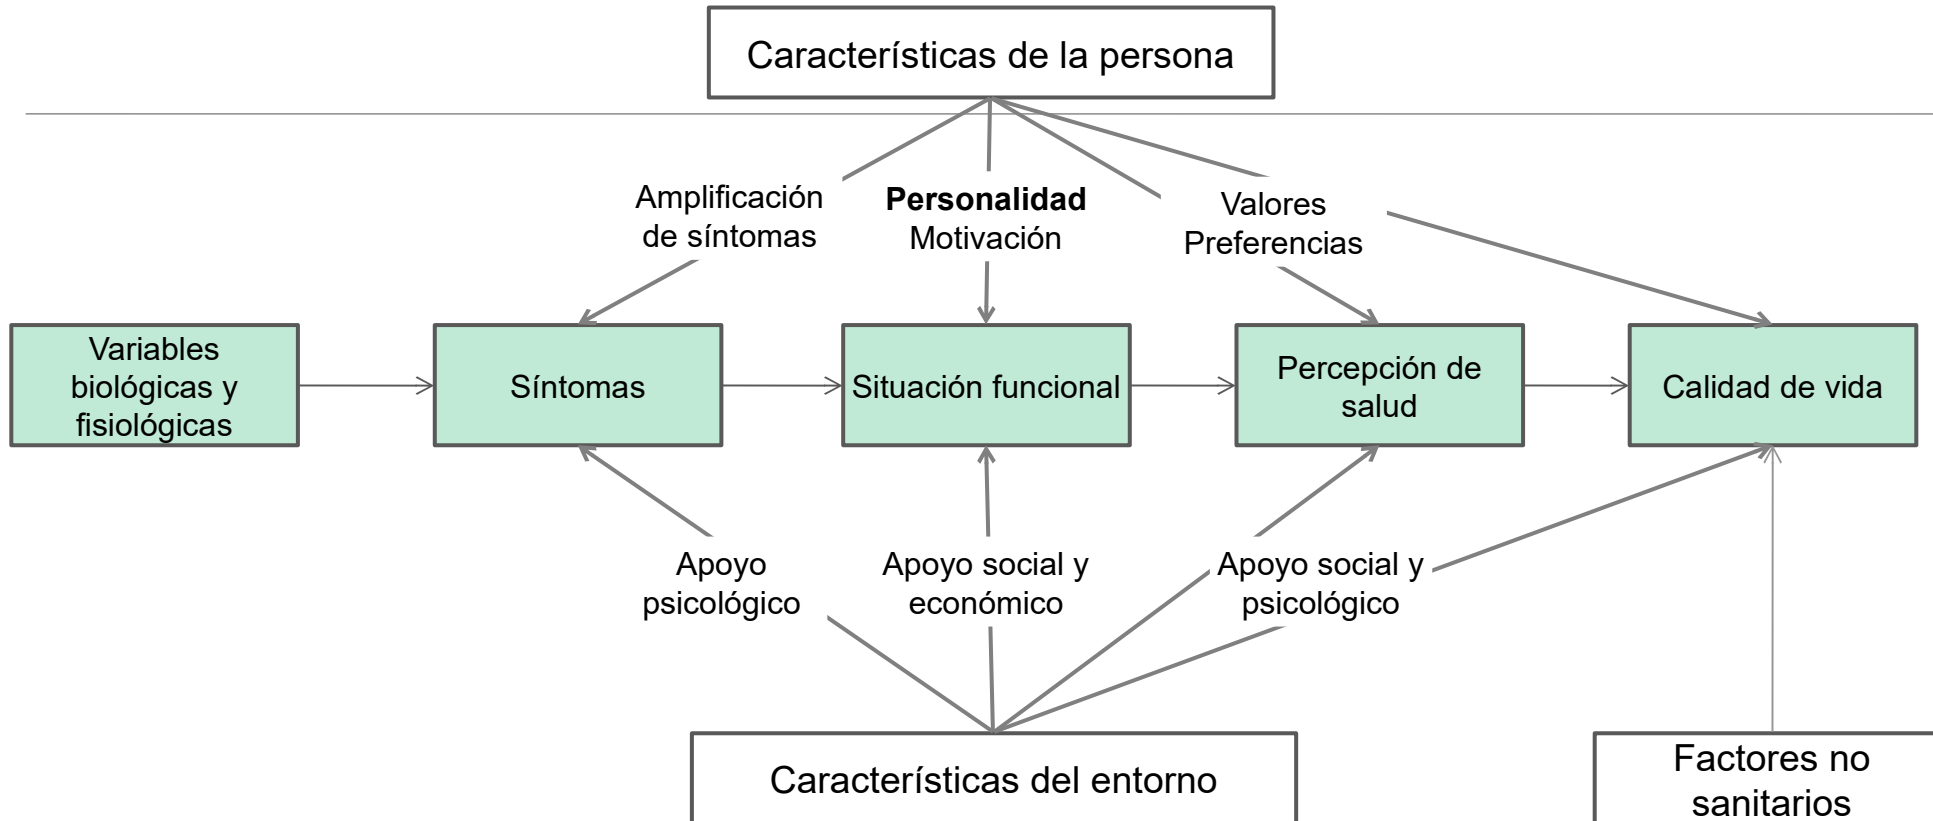 Características de la persona
Amplificación
de síntomas
Personalidad
Motivación
Valores
Preferencias
Variables
biológicas y
fisiológicas
Síntomas
Situación funcional
Percepción de
salud
Calidad de vida
Apoyo
psicológico
Apoyo social y
económico
Apoyo social y
psicológico
Características del entorno
Factores no
sanitarios